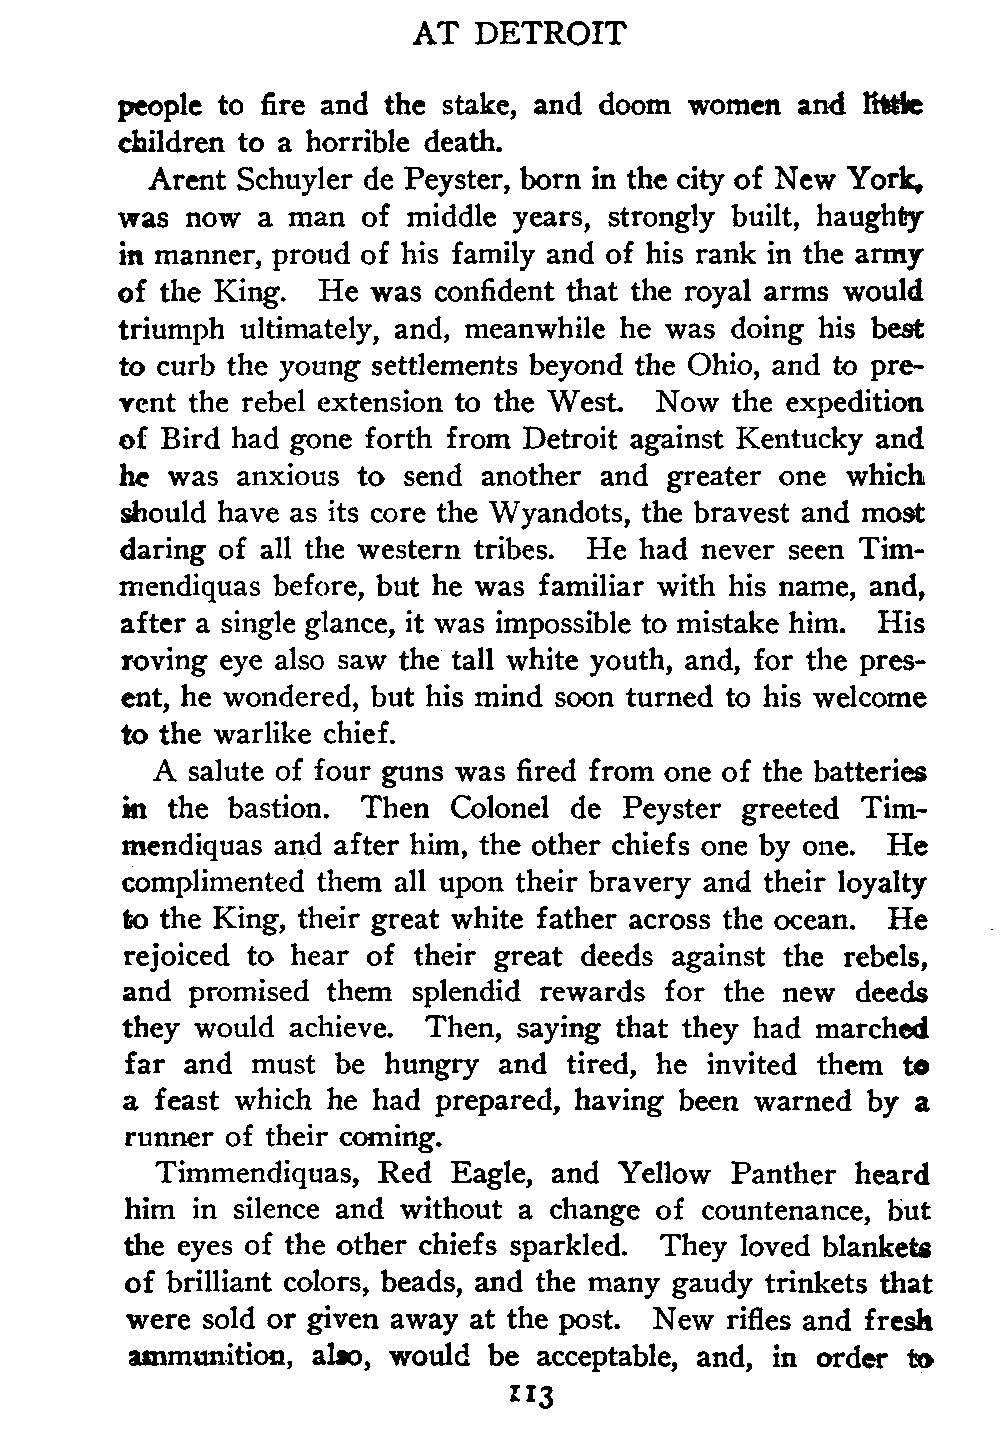 AT DETROIT
people to fire and the stake, and doom women and little
children to a horrible death.
Arent Schuyler de Peyster, born in the city of New York,
was now a man of middle years, strongly built, haughty
in manner, proud of his family and of his rank in the army
of the King. He was confident that the royal arms would
triumph ultimately, and, meanwhile he was doing his best
to curb the young settlements beyond the Ohio, and to pre-
vent the rebel extension to the West. Now the expedition
of Bird had gone forth from Detroit against Kentucky and
he was anxious to send another and greater one which
should have as its core the Wyandots, the bravest and most
daring of all the western tribes. He had never seen Tim-
mendiquas before, but he was familiar with his name, and,
after a single glance, it was impossible to mistake him. His
roving eye also saw the tall white youth, and, for the pres-
ent, he wondered, but his mind soon turned to his welcome
to the warlike chief.
A salute of four guns was fired from one of the batteries
in the bastion. Then Colonel de Peyster greeted Tim-
mendiquas and after him, the other chiefs one by one. He
complimented them all upon their bravery and their loyalty
to the King, their great white father across the ocean. He
rejoiced to hear of their great deeds against the rebels,
and promised them splendid rewards for the new deeds
they would achieve. Then, saying that they had marched
far and must be hungry and tired, he invited them to
a feast which he had prepared, having been warned by a
runner of their coming.
Timmendiquas, Red Eagle, and Yellow Panther heard
him in silence and without a change of countenance, but
the eyes of the other chiefs sparkled. They loved blankets
of brilliant colors, beads, and the many gaudy trinkets that
were sold or given away at the post. New rifles and fresh
ammunition, also, would be acceptable, and, in order to
113